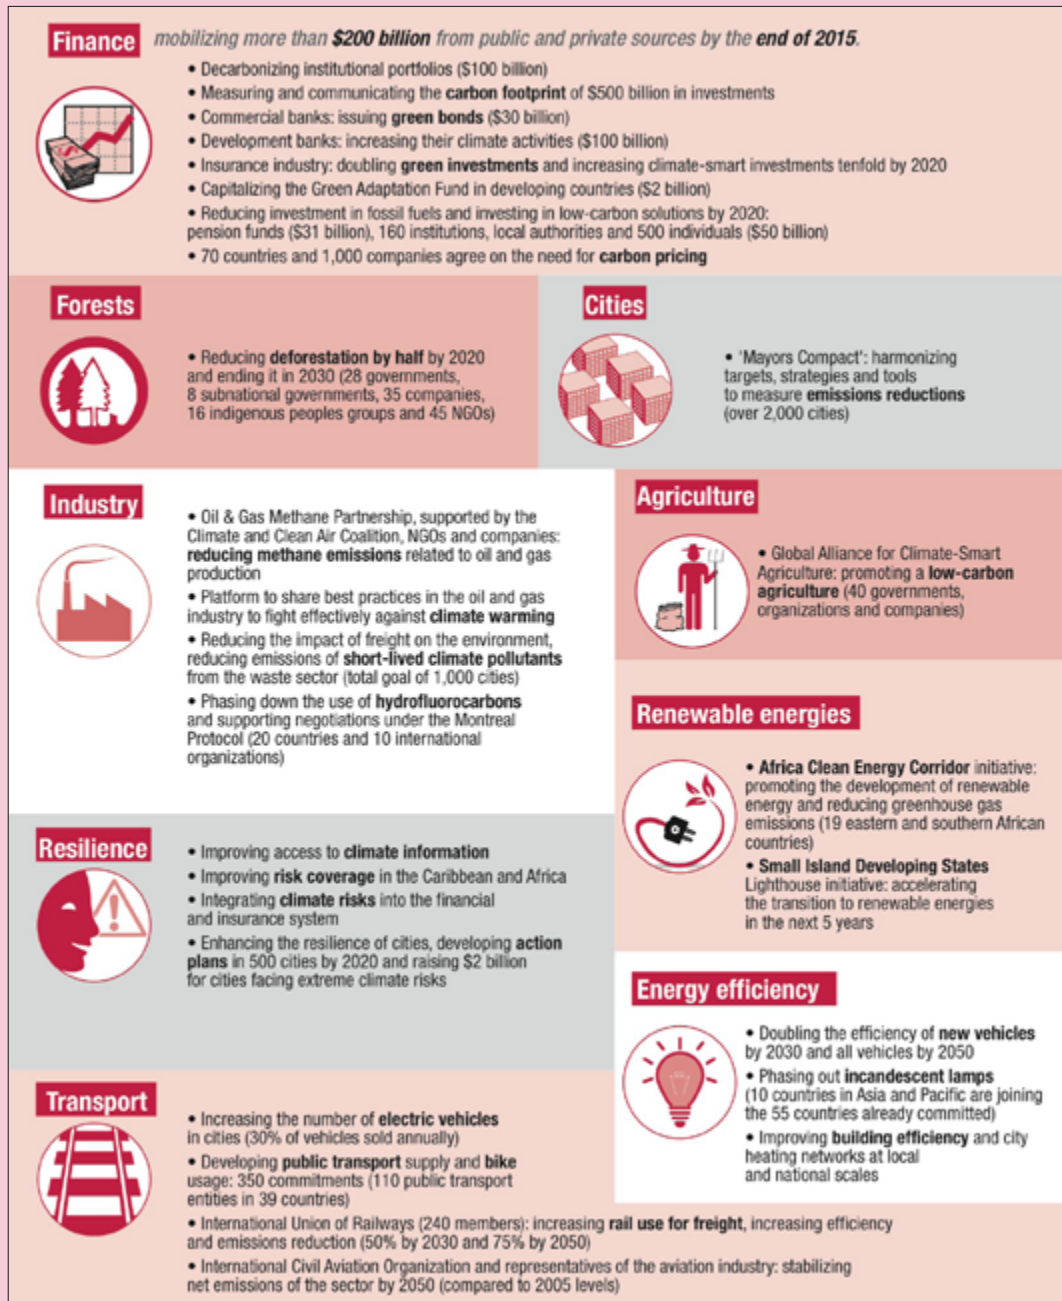 Finance mobilizing more than $200 billion from public and private sources by the end of 2015.
• Decarbonizing institutional portfolios ($100 billion)
• Measuring and communicating the carbon footprint of $500 billion in investments
• Commercial banks: issuing green bonds ($30 billion)
• Development banks: increasing their climate activities ($100 billion)
• Insurance industry: doubling green investments and increasing climate-smart investments tenfold by 2020
• Capitalizing the Green Adaptation Fund in developing countries ($2 billion)
• Reducing investment in fossil fuels and investing in low-carbon solutions by 2020:
pension funds ($31 billion), 160 institutions, local authorities and 500 individuals ($50 billion)
• 70 countries and 1,000 companies agree on the need for carbon pricing
Forests
• Reducing deforestation by half by 2020
and ending it in 2030 (28 governments,
8 subnational governments, 35 companies,
16 indigenous peoples groups and 45 NGOs)
Cities
• 'Mayors Compact': harmonizing
targets, strategies and tools
to measure emissions reductions
(over 2,000 cities)
Industry
• Oil & Gas Methane Partnership, supported by the
Climate and Clean Air Coalition, NGOs and companies:
reducing methane emissions related to oil and gas
production
• Platform to share best practices in the oil and gas
industry to fight effectively against climate warming
• Reducing the impact of freight on the environment,
reducing emissions of short-lived climate pollutants
from the waste sector (total goal of 1,000 cities)
• Phasing down the use of hydrofluorocarbons
and supporting negotiations under the Montreal
Protocol (20 countries and 10 international
organizations)
Agriculture
• Global Alliance for Climate-Smart
Agriculture: promoting a low-carbon
agriculture (40 governments,
organizations and companies)
Renewable energies
• Africa Clean Energy Corridor initiative:
promoting the development of renewable
energy and reducing greenhouse gas
emissions (19 eastern and southern African
countries)
• Small Island Developing States
Lighthouse initiative: accelerating
the transition to renewable energies
in the next 5 years
Resilience
• Improving access to climate information
• Improving risk coverage in the Caribbean and Africa
• Integrating climate risks into the financial
and insurance system
• Enhancing the resilience of cities, developing action
plans in 500 cities by 2020 and raising $2 billion
for cities facing extreme climate risks
Energy efficiency
• Doubling the efficiency of new vehicles
by 2030 and all vehicles by 2050
• Phasing out incandescent lamps
(10 countries in Asia and Pacific are joining
the 55 countries already committed)
• Improving building efficiency and city
heating networks at local
and national scales
Transport
• Increasing the number of electric vehicles
in cities (30% of vehicles sold annually)
• Developing public transport supply and bike
usage: 350 commitments (110 public transport
entities in 39 countries)
• International Union of Railways (240 members): increasing rail use for freight, increasing efficiency
and emissions reduction (50% by 2030 and 75% by 2050)
• International Civil Aviation Organization and representatives of the aviation industry: stabilizing
net emissions of the sector by 2050 (compared to 2005 levels)